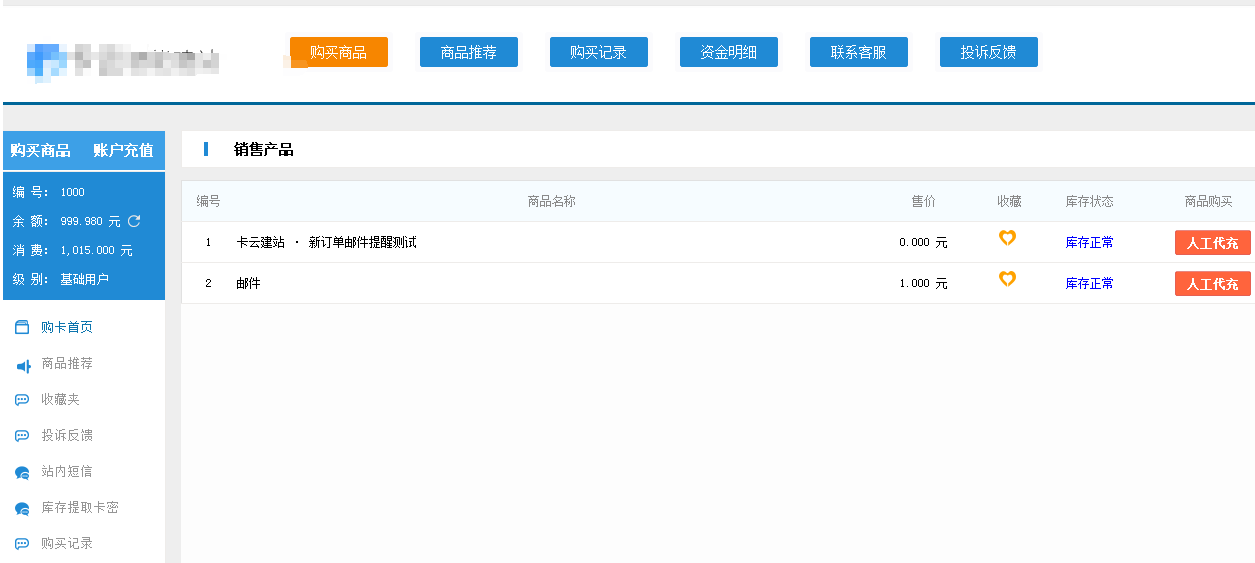 购买商品 商品推荐 购买记录 资金明细 联系客服 投诉反馈
购买商品 账户充值
编 号： 1000
余 额： 999.980 元
消 费： 1,015.000 元
级 别： 基础用户
购卡首页
商品推荐
收藏夹
投诉反馈
站内短信
库存提取卡密
购买记录
销售产品
编号 商品名称 售价 收藏 库存状态 商品购买
1 卡云建站 · 新订单邮件提醒测试 0.000 元 库存正常 人工代充
2 邮件 1.000 元 库存正常 人工代充